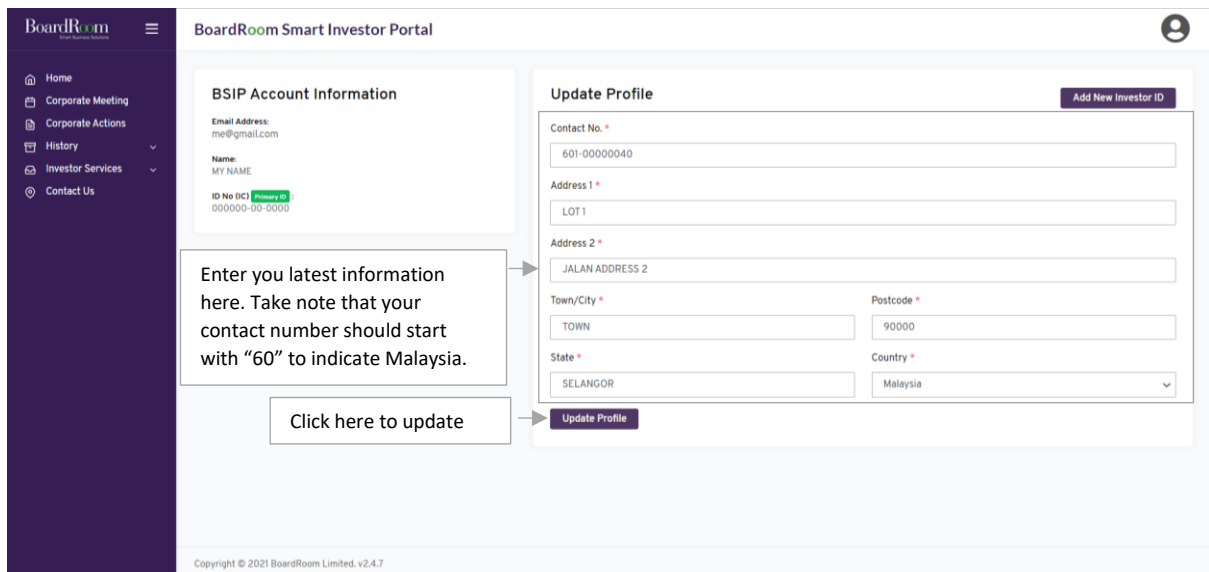 BoardRoom
Smart Business Solutions
BoardRoom Smart Investor Portal
Home
Corporate Meeting
Corporate Actions
History
Investor Services
Contact Us
BSIP Account Information
Email Address:
me@gmail.com
Name:
MY NAME
ID No (IC) Primary ID :
000000-00-0000
Update Profile
Add New Investor ID
Contact No. *
601-00000040
Address 1 *
LOT 1
Address 2 *
JALAN ADDRESS 2
Town/City * Postcode *
TOWN 90000
State * Country *
SELANGOR Malaysia
Update Profile
Enter you latest information
here. Take note that your
contact number should start
with “60” to indicate Malaysia.
Click here to update
Copyright © 2021 BoardRoom Limited. v2.4.7